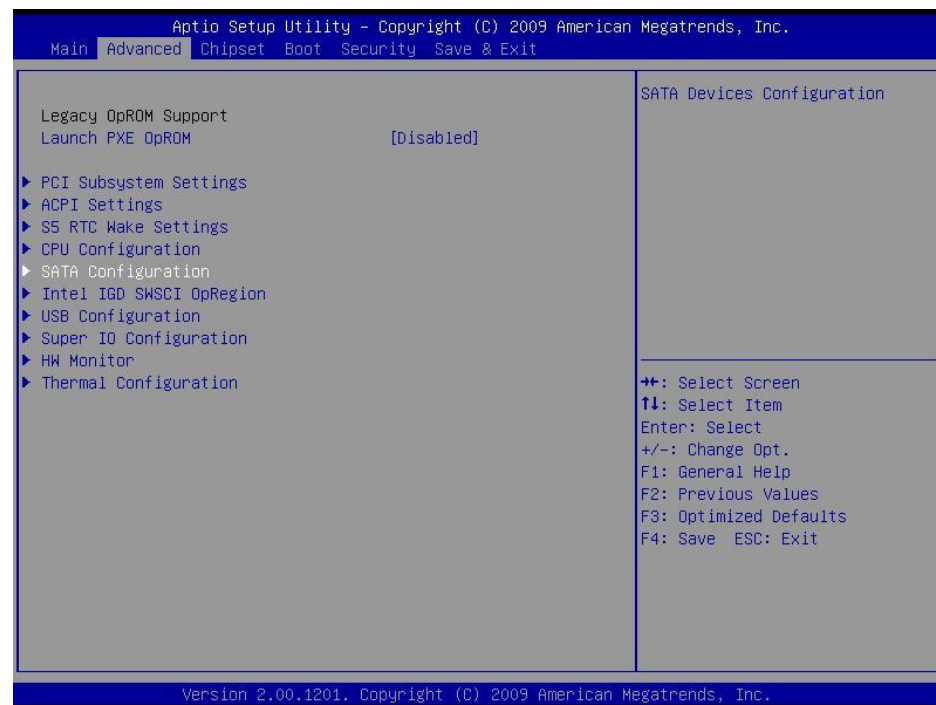 Aptio Setup Utility – Copyright (C) 2009 American Megatrends, Inc.
Main Advanced Chipset Boot Security Save & Exit
Legacy OpROM Support
Launch PXE OpROM [Disabled]
▶ PCI Subsystem Settings
▶ ACPI Settings
▶ S5 RTC Wake Settings
▶ CPU Configuration
▶ SATA Configuration
▶ Intel IGD SWSCI OpRegion
▶ USB Configuration
▶ Super IO Configuration
▶ HW Monitor
▶ Thermal Configuration
SATA Devices Configuration
→←: Select Screen
↑↓: Select Item
Enter: Select
+/-: Change Opt.
F1: General Help
F2: Previous Values
F3: Optimized Defaults
F4: Save ESC: Exit
Version 2.00.1201. Copyright (C) 2009 American Megatrends, Inc.